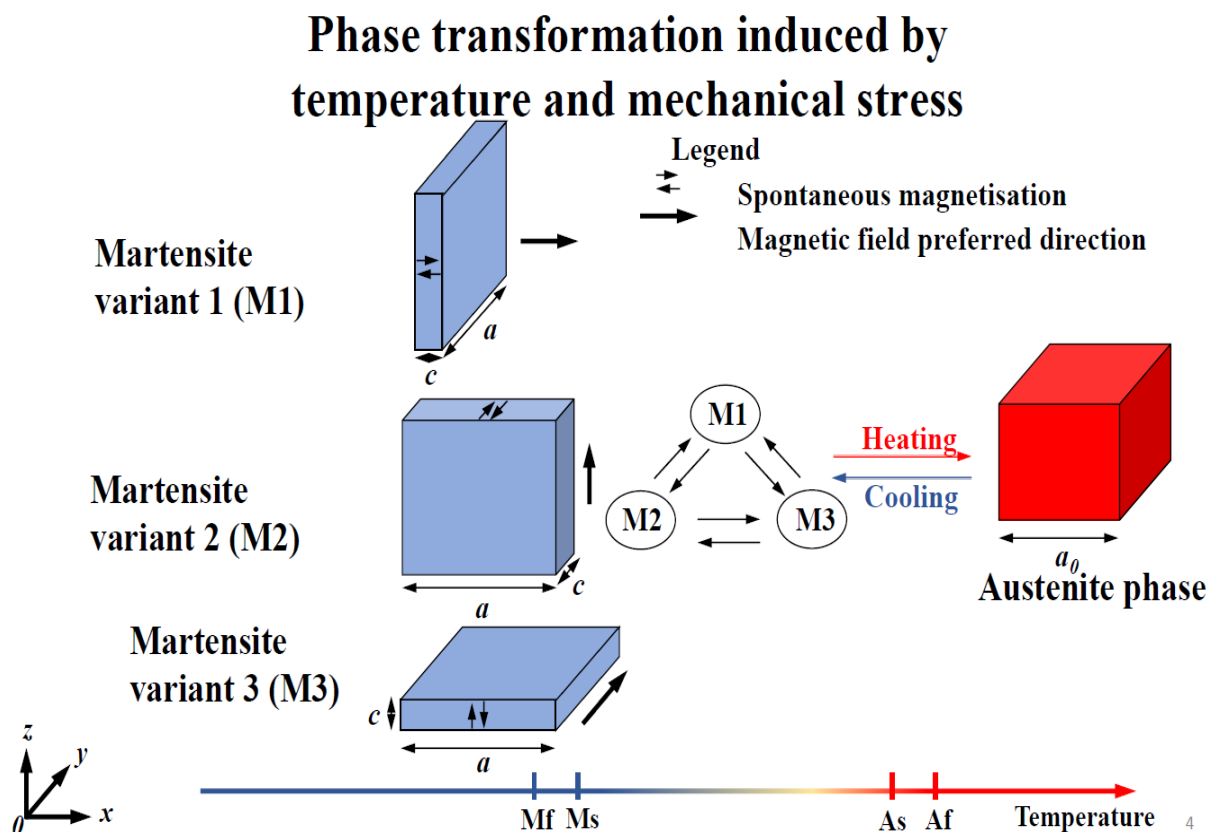 Phase transformation induced by
temperature and mechanical stress
Legend
Spontaneous magnetisation
Magnetic field preferred direction
Martensite
variant 1 (M1)
a
c
Martensite
variant 2 (M2)
c
a
M1
M2
M3
Heating
Cooling
a0
Austenite phase
Martensite
variant 3 (M3)
c
a
z
y
x
0
Mf Ms
As Af
Temperature
4